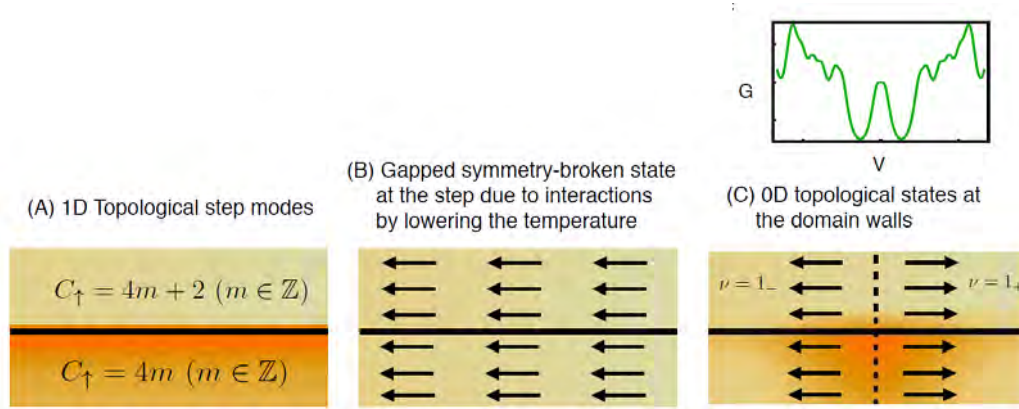 :
G
V
(A) 1D Topological step modes
(B) Gapped symmetry-broken state
at the step due to interactions
by lowering the temperature
(C) 0D topological states at
the domain walls
C↑ = 4m + 2 (m ∈ ℤ)
C↑ = 4m (m ∈ ℤ)
ν = 1₋
ν = 1₊